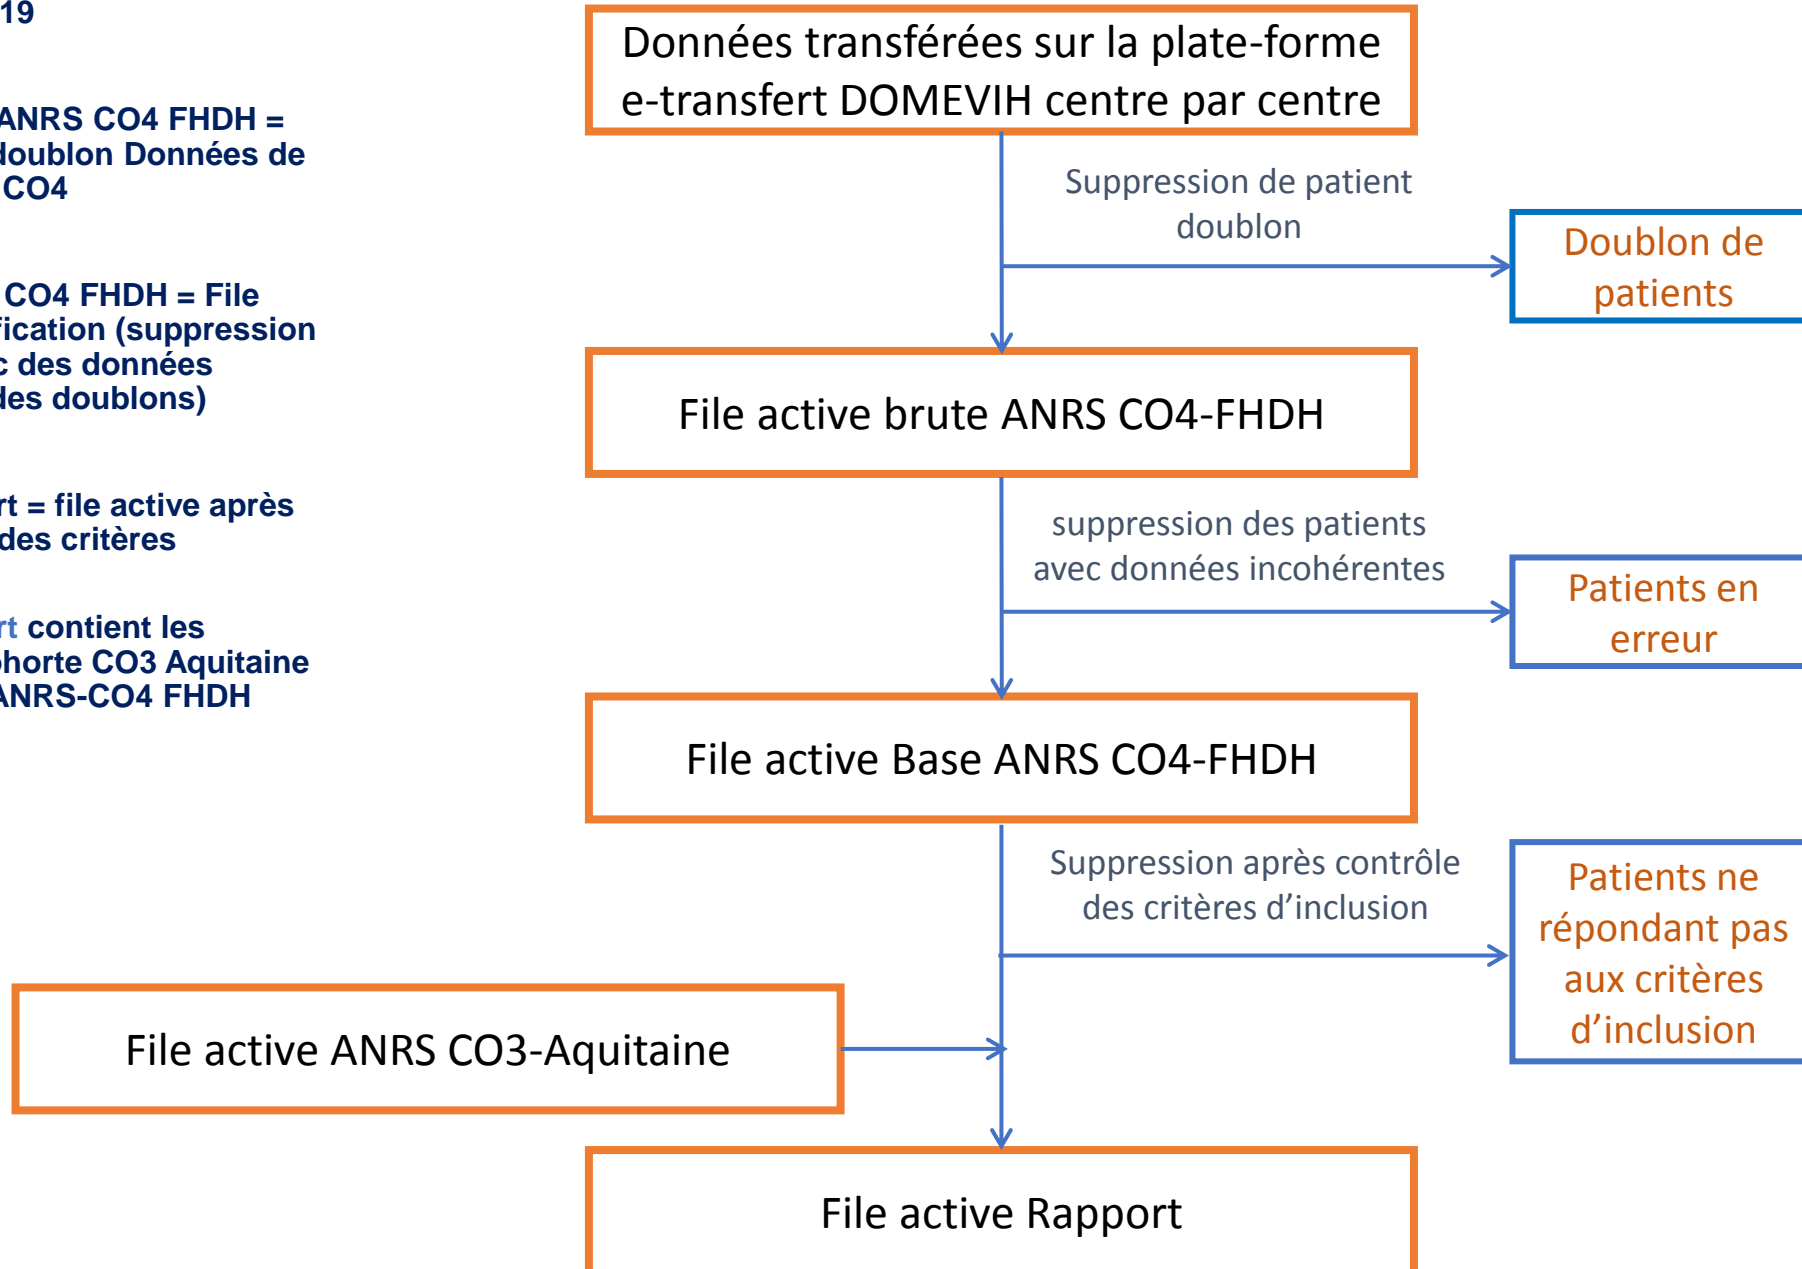 19
ANRS CO4 FHDH =
doublon Données de
CO4
CO4 FHDH = File
fication (suppression
c des données
des doublons)
rt = file active après
des critères
rt contient les
ohorte CO3 Aquitaine
ANRS-CO4 FHDH
Données transférées sur la plate-forme
e-transfert DOMEVIH centre par centre
Suppression de patient
doublon
Doublon de
patients
File active brute ANRS CO4-FHDH
suppression des patients
avec données incohérentes
Patients en
erreur
File active Base ANRS CO4-FHDH
Suppression après contrôle
des critères d’inclusion
Patients ne
répondant pas
aux critères
d’inclusion
File active ANRS CO3-Aquitaine
File active Rapport